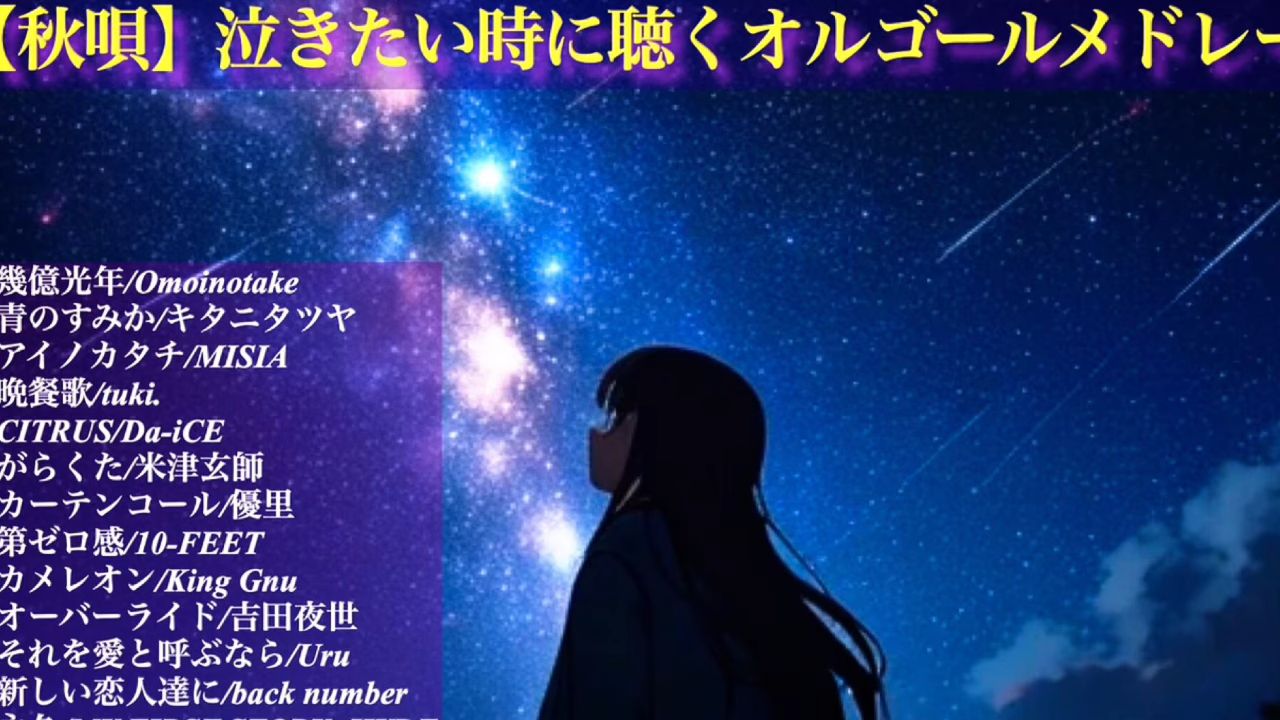 【秋唄】泣きたい時に聴くオルゴールメドレー
幾億光年/Omoinotake
青のすみか/キタニタツヤ
アイノカタチ/MISIA
晩餐歌/tuki.
CITRUS/Da-iCE
がらくた/米津玄師
カーテンコール/優里
第ゼロ感/10-FEET
カメレオン/King Gnu
オーバーライド/吉田夜世
それを愛と呼ぶなら/Uru
新しい恋人達に/back number